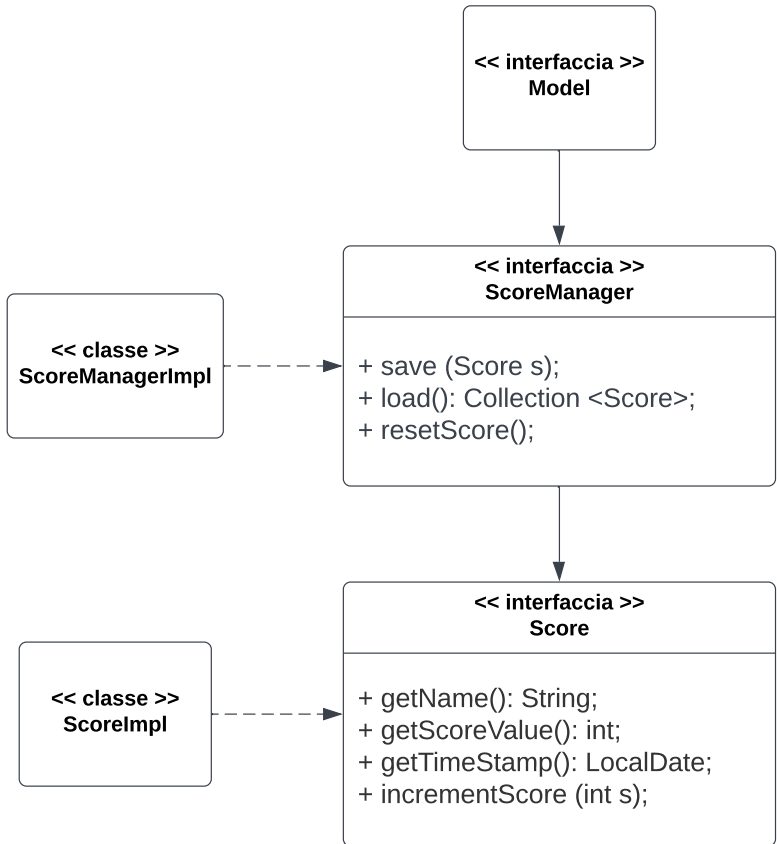 << interfaccia >>
Model
<< interfaccia >>
ScoreManager
<< classe >>
ScoreManagerImpl
+ save (Score s);
+ load(): Collection <Score>;
+ resetScore();
<< interfaccia >>
Score
<< classe >>
ScoreImpl
+ getName(): String;
+ getScoreValue(): int;
+ getTimeStamp(): LocalDate;
+ incrementScore (int s);